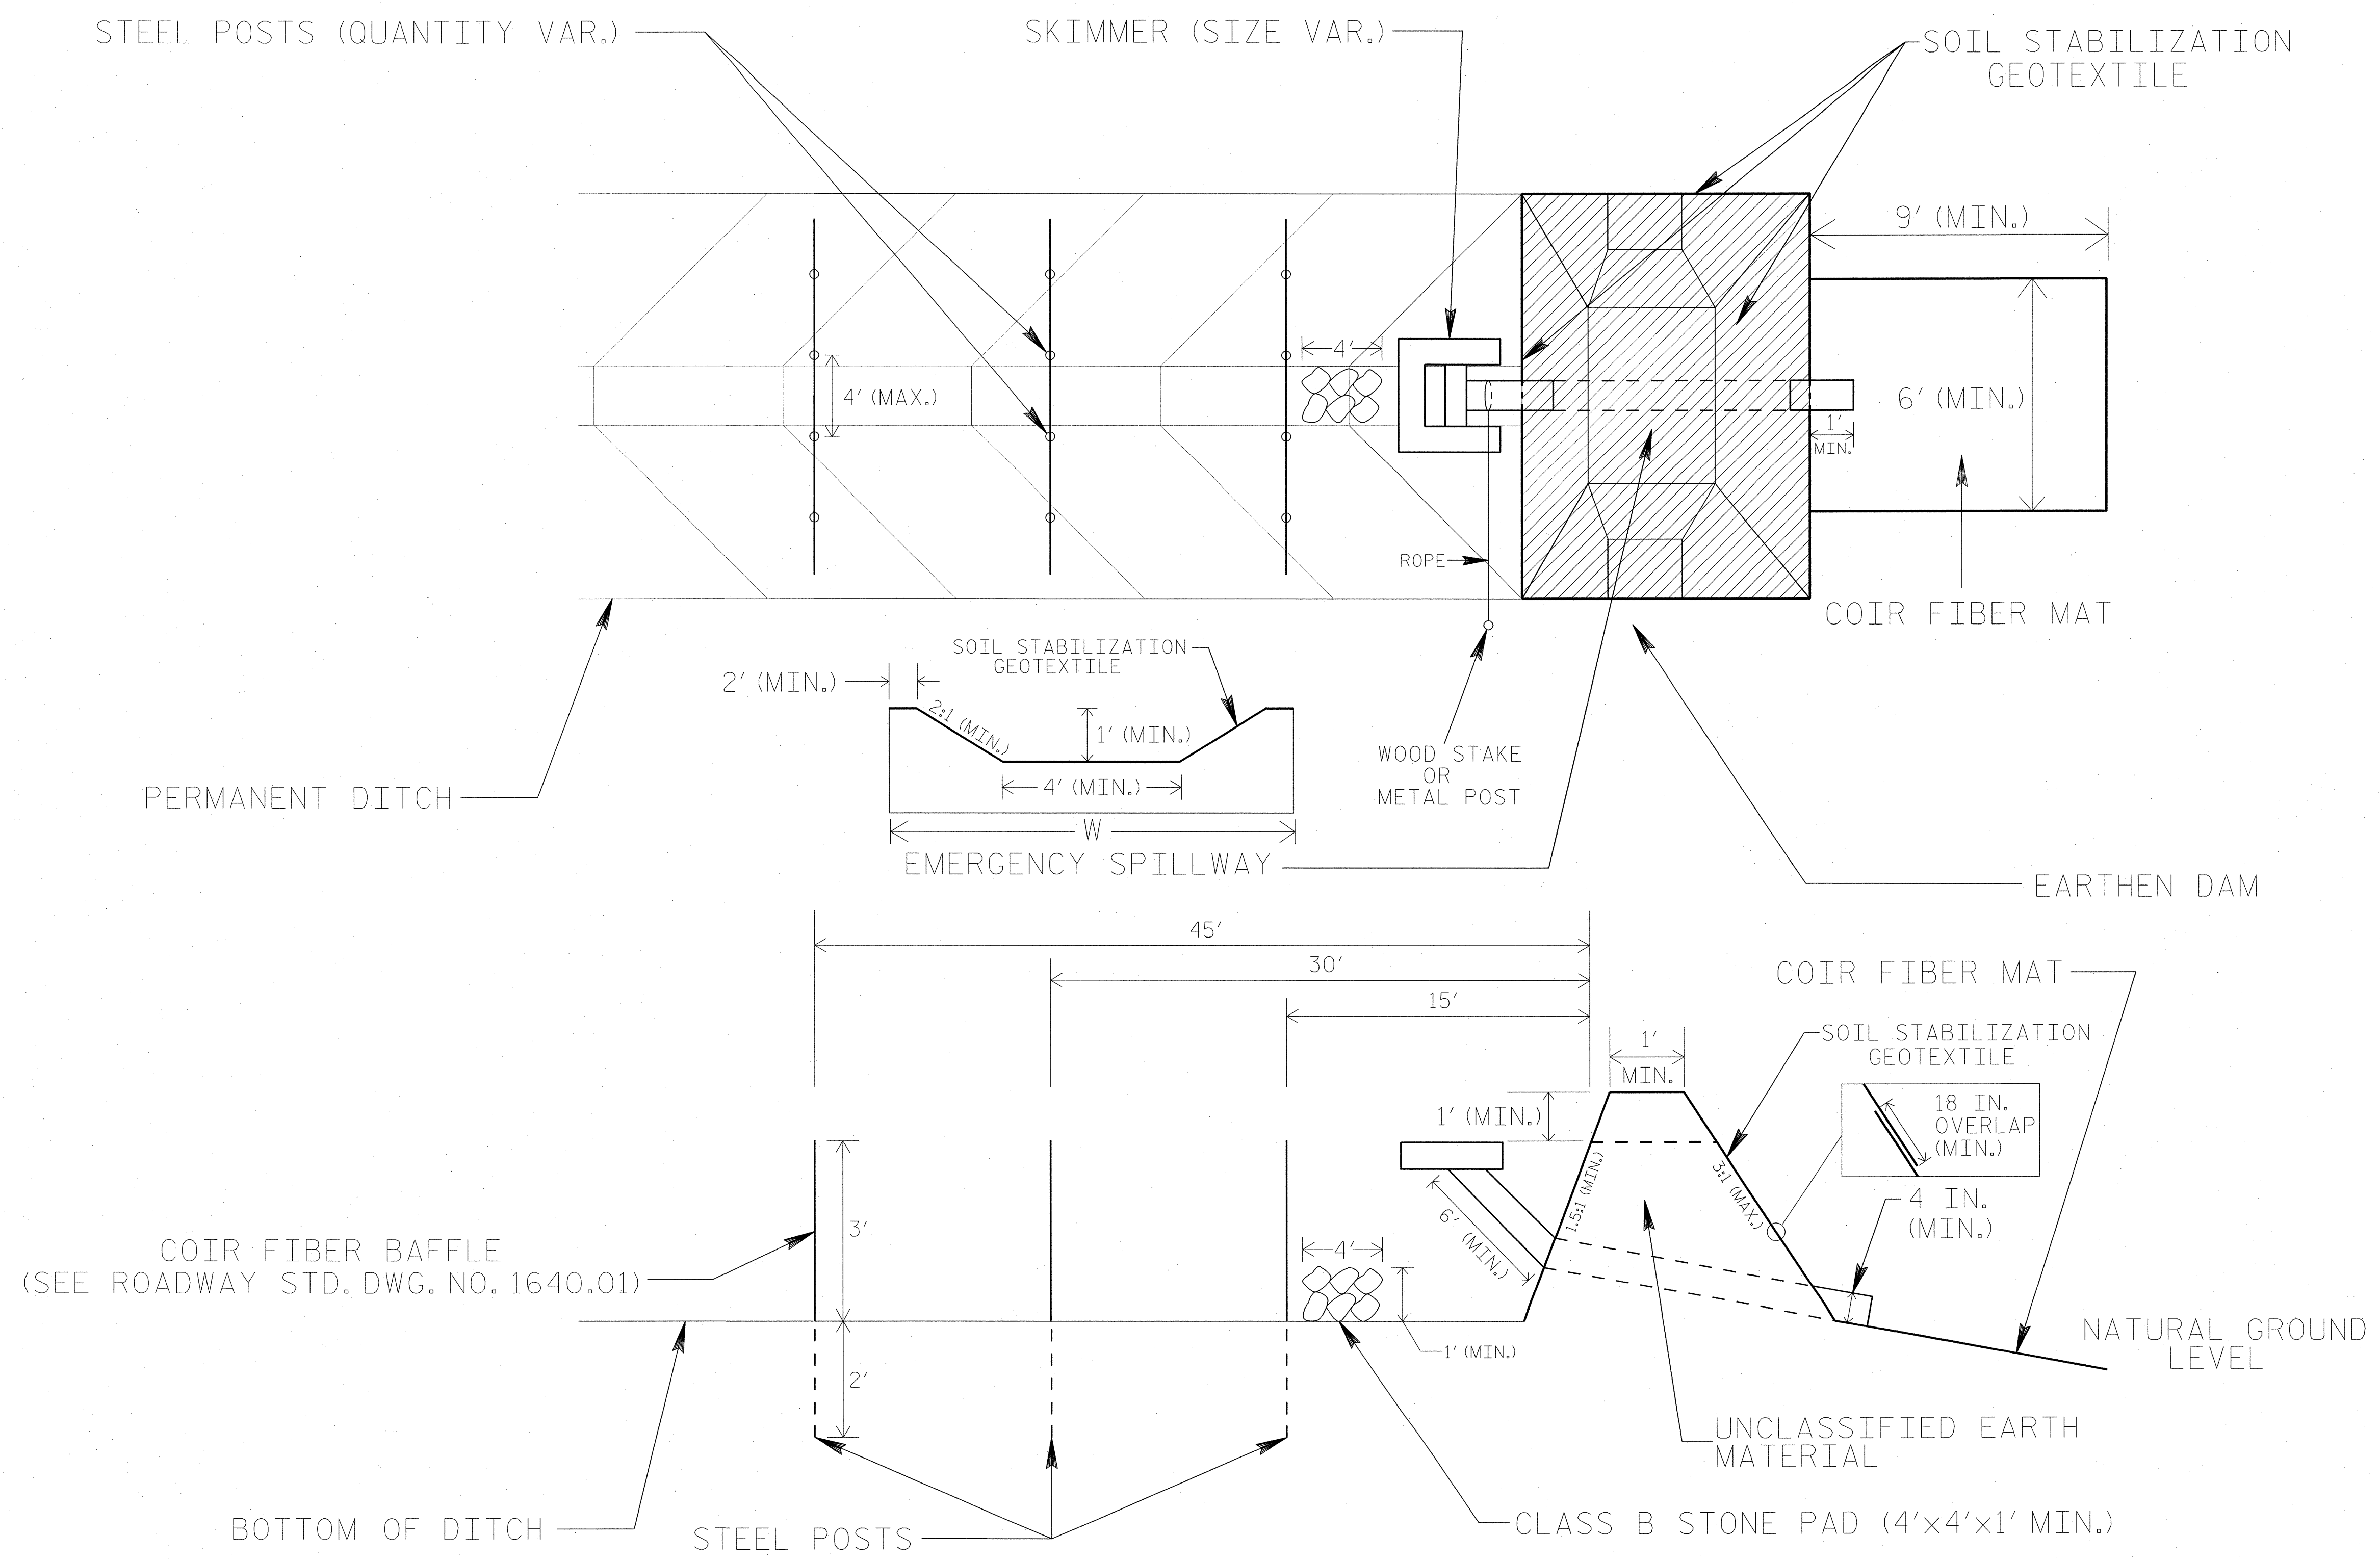 STEEL POSTS (QUANTITY VAR.)
SKIMMER (SIZE VAR.)
SOIL STABILIZATION
GEOTEXTILE
9' (MIN.)
4'
4' (MAX.)
6' (MIN.)
1'
MIN.
ROPE
COIR FIBER MAT
SOIL STABILIZATION
GEOTEXTILE
2' (MIN.)
2:1 (MIN.)
1' (MIN.)
4' (MIN.)
W
WOOD STAKE
OR
METAL POST
PERMANENT DITCH
EMERGENCY SPILLWAY
EARTHEN DAM
45'
30'
15'
COIR FIBER MAT
SOIL STABILIZATION
GEOTEXTILE
1'
MIN.
1' (MIN.)
18 IN.
OVERLAP
(MIN.)
1.5:1 (MIN.)
3:1 (MAX.)
4 IN.
(MIN.)
6' (MIN.)
3'
4'
COIR FIBER BAFFLE
(SEE ROADWAY STD. DWG. NO. 1640.01)
1' (MIN.)
NATURAL GROUND
LEVEL
2'
UNCLASSIFIED EARTH
MATERIAL
BOTTOM OF DITCH
STEEL POSTS
CLASS B STONE PAD (4'x4'x1' MIN.)